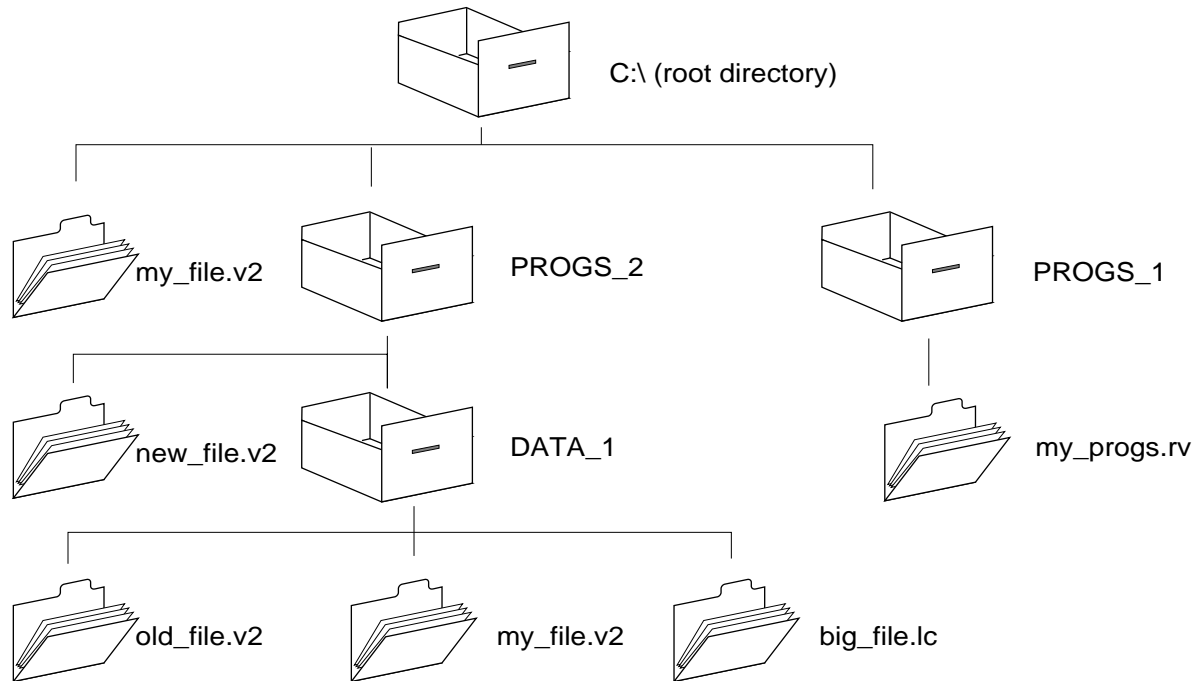 C:\ (root directory)
my_file.v2
PROGS_2
PROGS_1
new_file.v2
DATA_1
my_progs.rv
old_file.v2
my_file.v2
big_file.lc